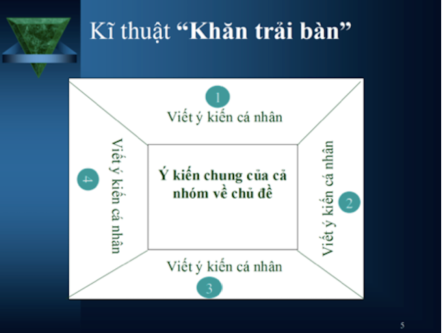 Kĩ thuật “Khăn trải bàn”
1
Viết ý kiến cá nhân
4
Viết ý kiến cá nhân
Ý kiến chung của cả
nhóm về chủ đề
Viết ý kiến cá nhân
2
Viết ý kiến cá nhân
3
5